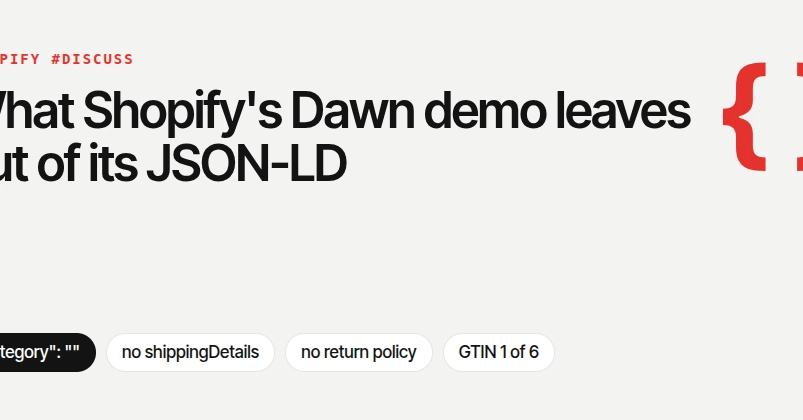 PIFY #DISCUSS
What Shopify's Dawn demo leaves
ut of its JSON-LD
{ }
tegory": "" no shippingDetails no return policy GTIN 1 of 6